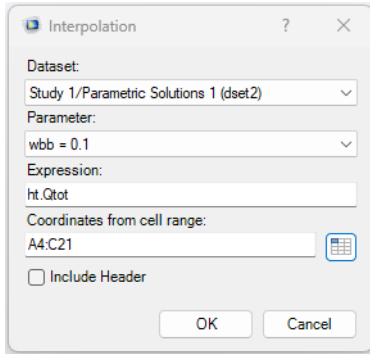 Interpolation
Dataset:
Study 1/Parametric Solutions 1 (dset2)
Parameter:
wbb = 0.1
Expression:
ht.Qtot
Coordinates from cell range:
A4:C21
Include Header
OK Cancel